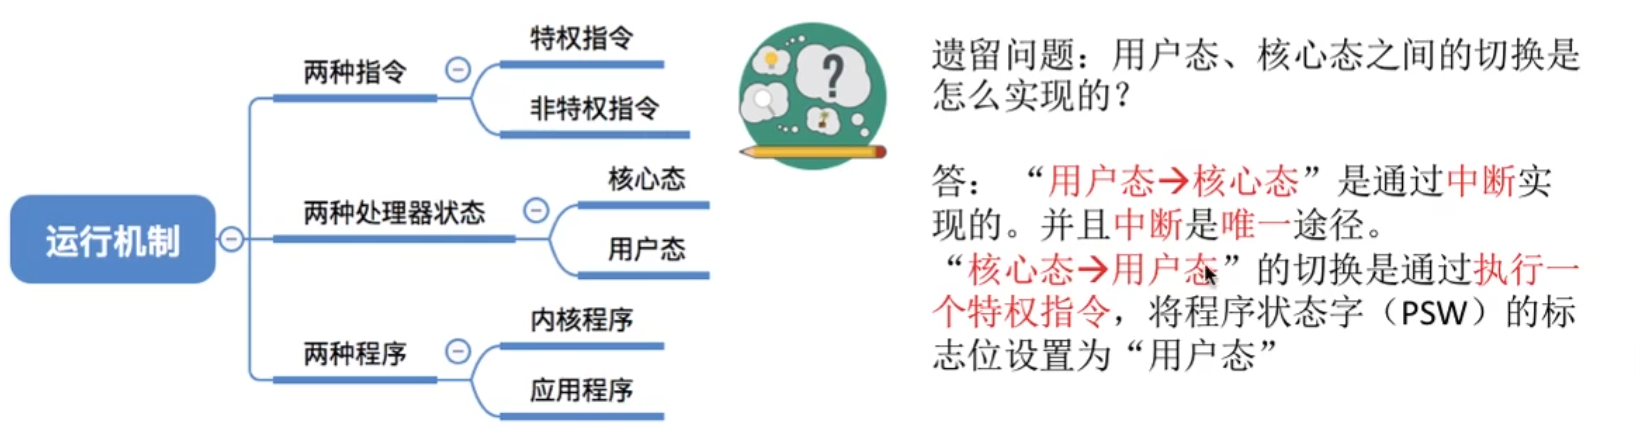 运行机制
两种指令
特权指令
非特权指令
两种处理器状态
核心态
用户态
两种程序
内核程序
应用程序
?
遗留问题：用户态、核心态之间的切换是
怎么实现的？
答： “用户态→核心态”是通过中断实
现的。并且中断是唯一途径。
“核心态→用户态”的切换是通过执行一
个特权指令，将程序状态字（PSW）的标
志位设置为“用户态”